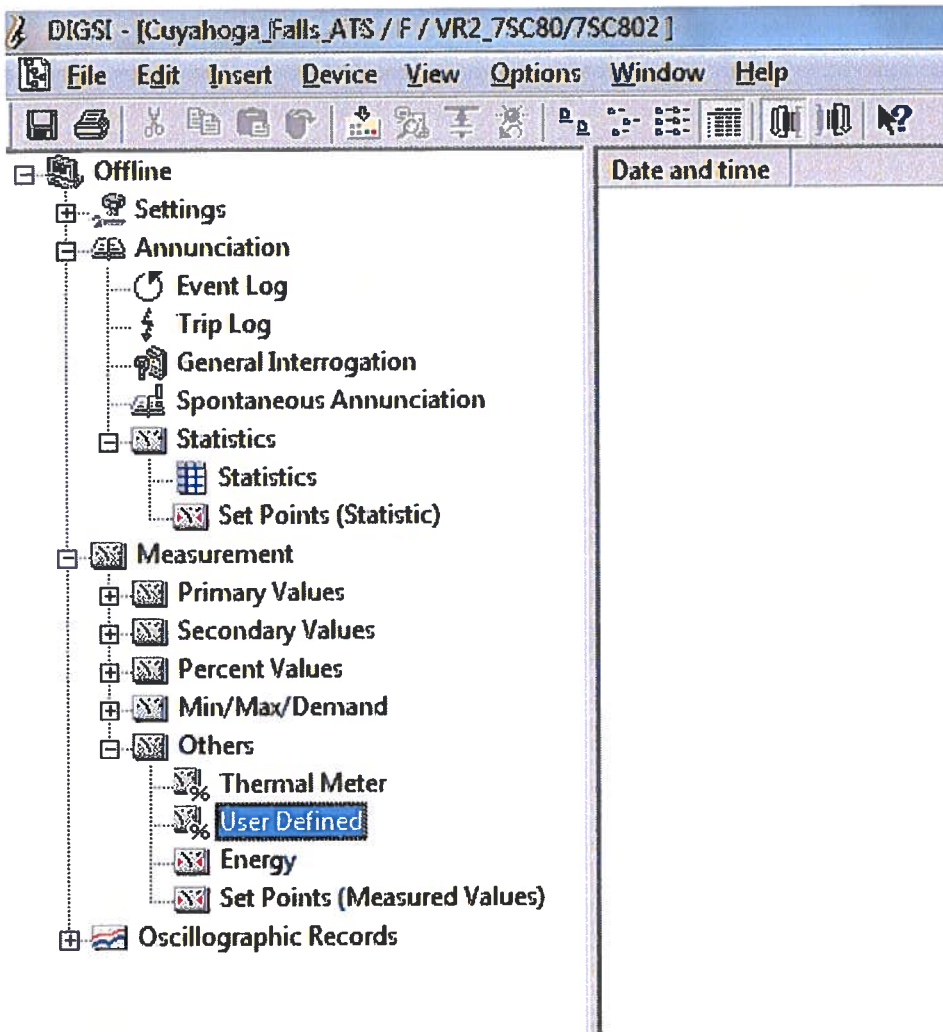 DIGSI - [Cuyahoga_Falls_ATS / F / VR2_7SC80/7SC802 ]
File Edit Insert Device View Options Window Help
Date and time
Offline
Settings
Annunciation
Event Log
Trip Log
General Interrogation
Spontaneous Annunciation
Statistics
Statistics
Set Points (Statistic)
Measurement
Primary Values
Secondary Values
Percent Values
Min/Max/Demand
Others
Thermal Meter
User Defined
Energy
Set Points (Measured Values)
Oscillographic Records